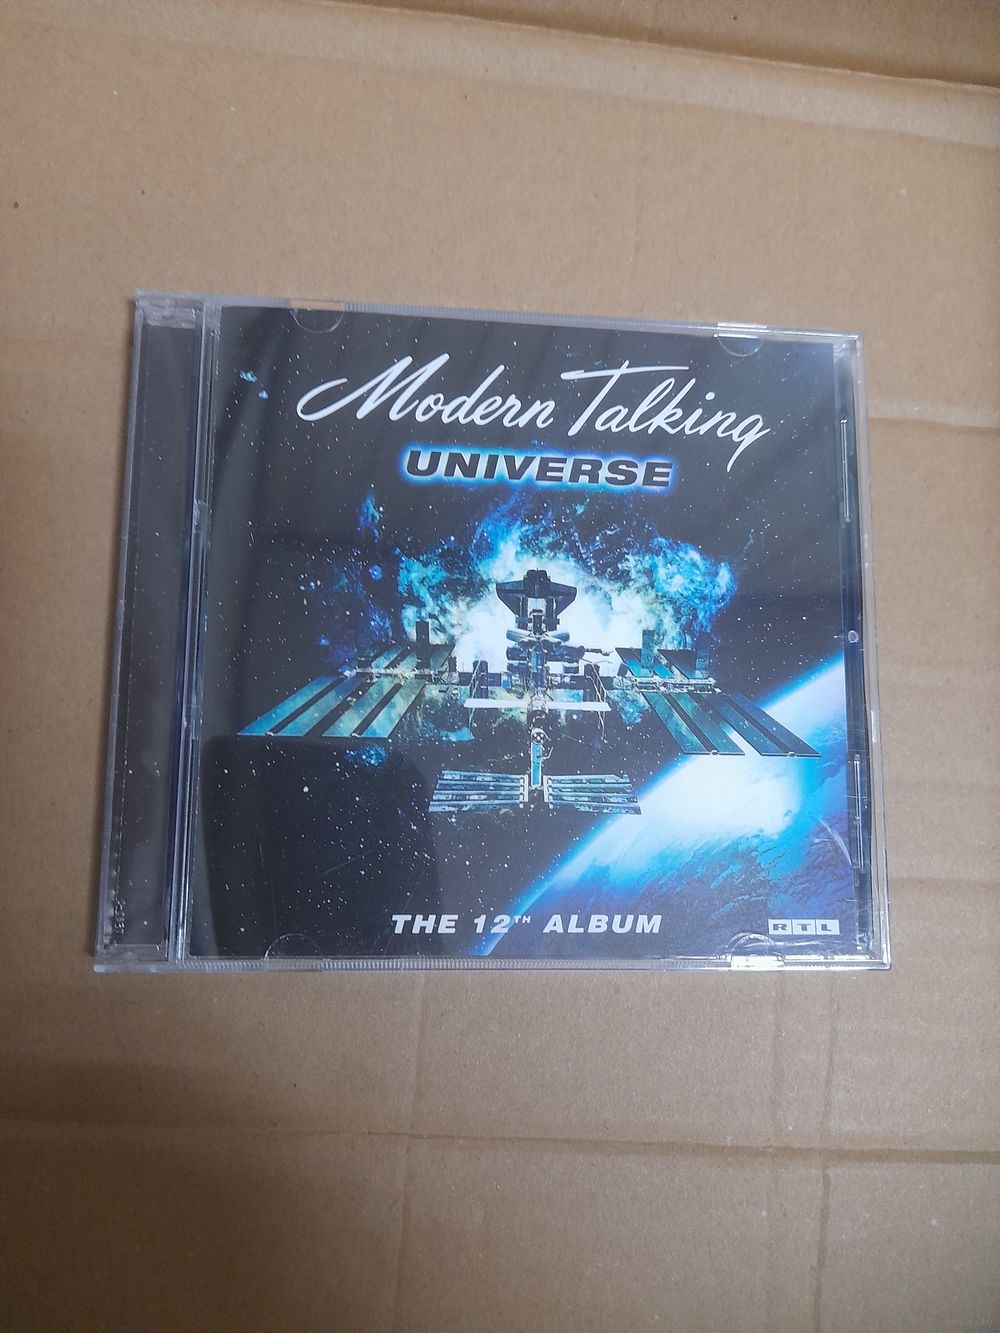 Modern Talking
UNIVERSE
THE 12TH ALBUM
RTL